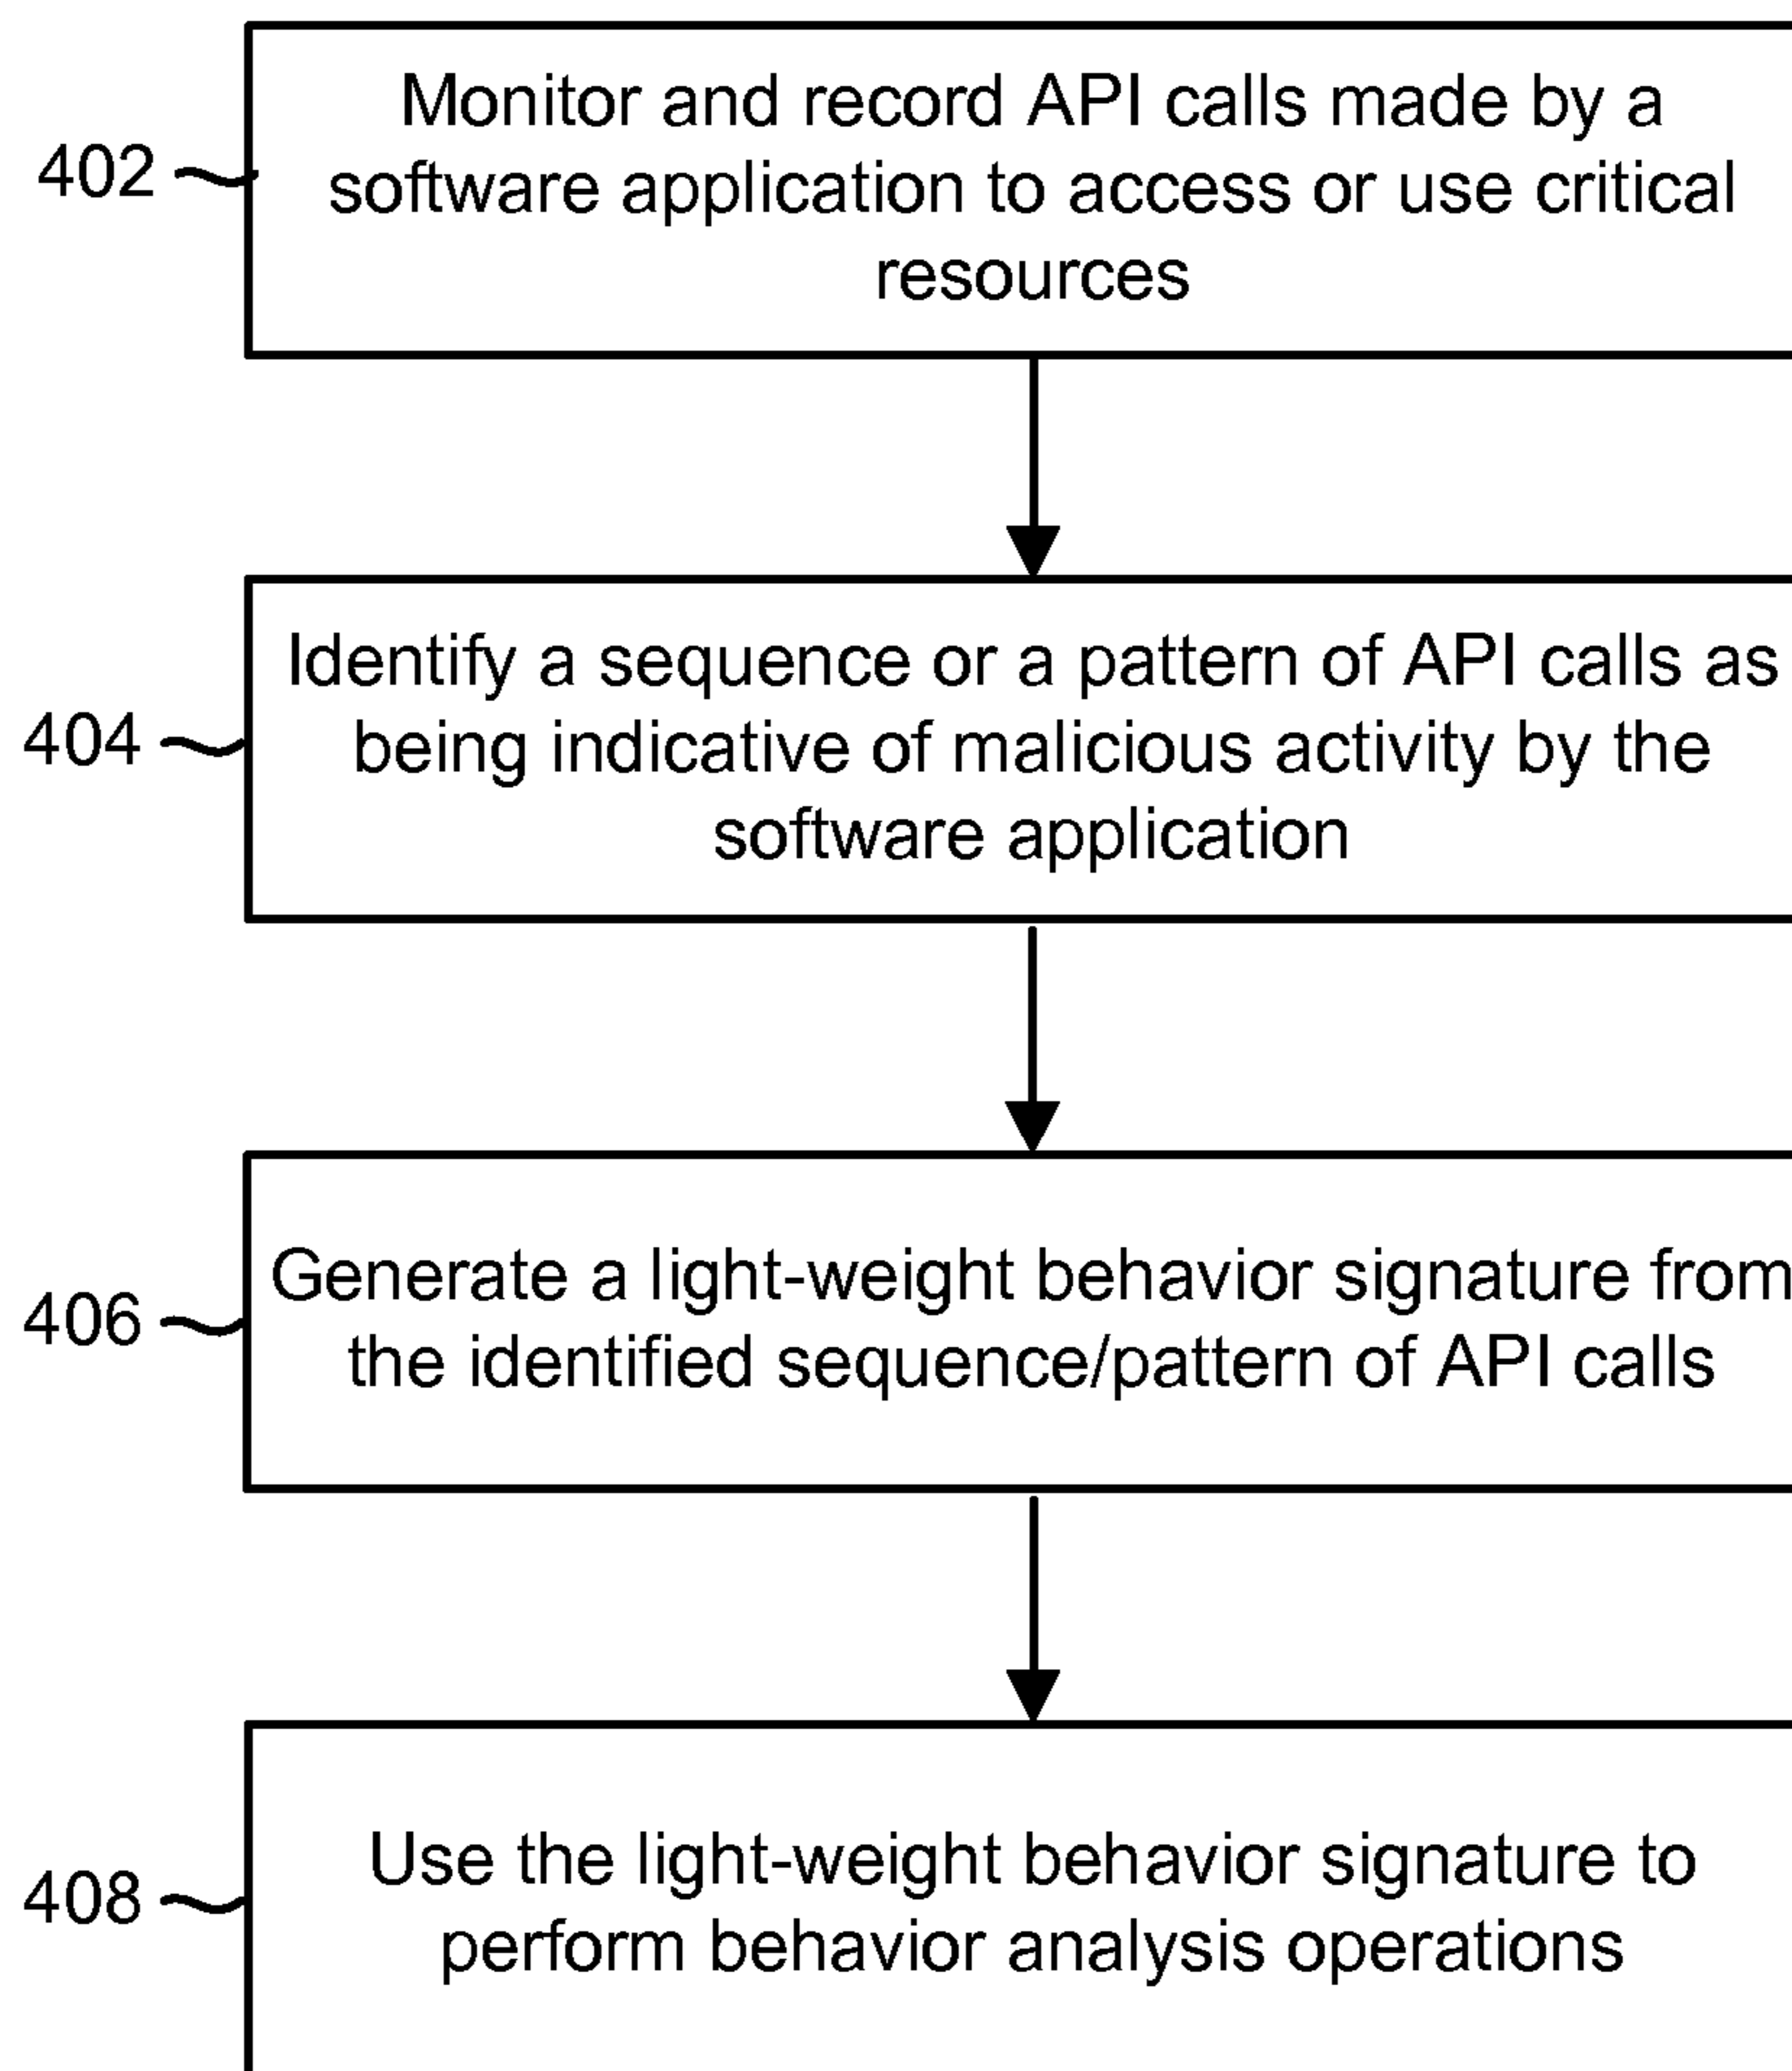 Monitor and record API calls made by a
402
software application to access or use critical
resources
Identify a sequence or a pattern of API calls as
404
being indicative of malicious activity by the
software application
Generate a light-weight behavior signature from
406
the identified sequence/pattern of API calls
Use the light-weight behavior signature to
408
perform behavior analysis operations